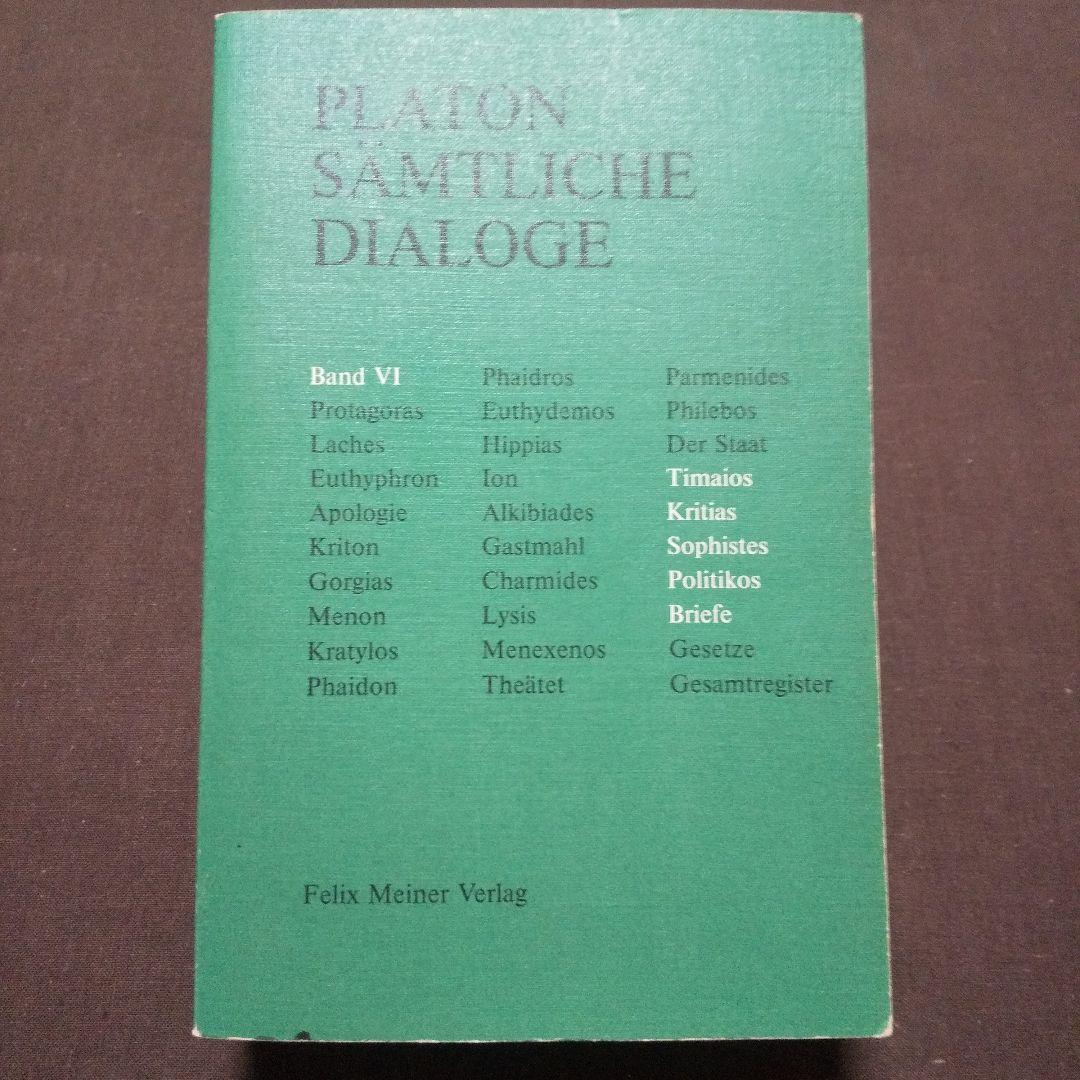 PLATON
SÄMTLICHE
DIALOGE
Band VI
Protagoras
Laches
Euthyphron
Apologie
Kriton
Gorgias
Menon
Kratylos
Phaidon
Phaidros
Euthydemos
Hippias
Ion
Alkibiades
Gastmahl
Charmides
Lysis
Menexenos
Theätet
Parmenides
Philebos
Der Staat
Timaios
Kritias
Sophistes
Politikos
Briefe
Gesetze
Gesamtregister
Felix Meiner Verlag